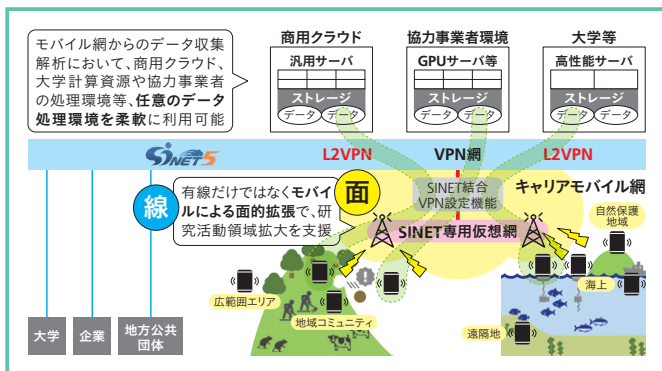 モバイル網からのデータ収集
解析において、商用クラウド、
大学計算資源や協力事業者
の処理環境等、任意のデータ
処理環境を柔軟に利用可能
商用クラウド
汎用サーバ
ストレージ
データ データ
協力事業者環境
GPUサーバ等
ストレージ
データ データ
大学等
高性能サーバ
ストレージ
データ データ
SINET5
L2VPN
VPN網
L2VPN
線
有線だけではなくモバイ
ルによる面的拡張で、研
究活動領域拡大を支援
面
SINET結合
VPN設定機能
キャリアモバイル網
SINET専用仮想網
自然保護
地域
広範囲エリア
地域コミュニティ
海上
遠隔地
大学
企業
地方公共
団体